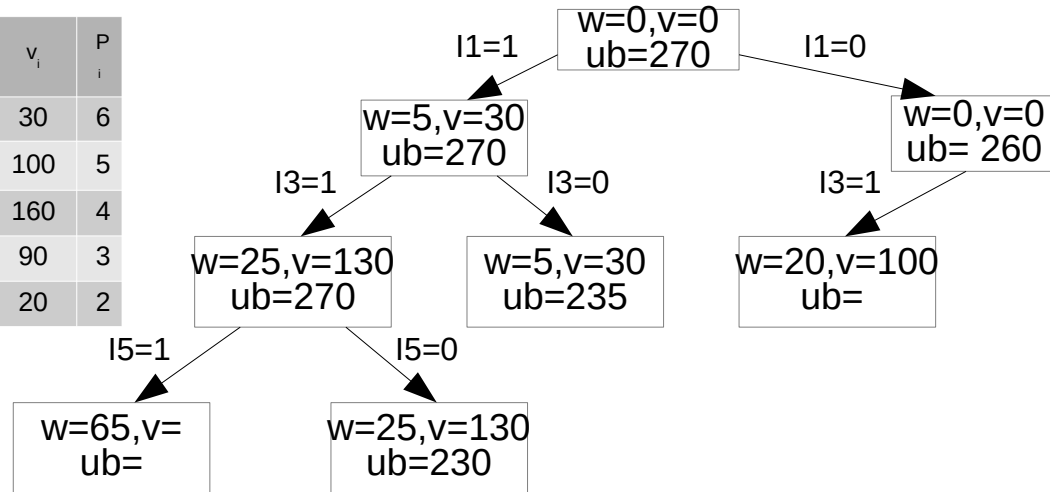 w=0,v=0
ub=270
I1=1
I1=0
v i
P i
30 6
100 5
160 4
90 3
20 2
w=5,v=30
ub=270
w=0,v=0
ub= 260
I3=1
I3=0
I3=1
w=25,v=130
ub=270
w=5,v=30
ub=235
w=20,v=100
ub=
I5=1
I5=0
w=65,v=
ub=
w=25,v=130
ub=230